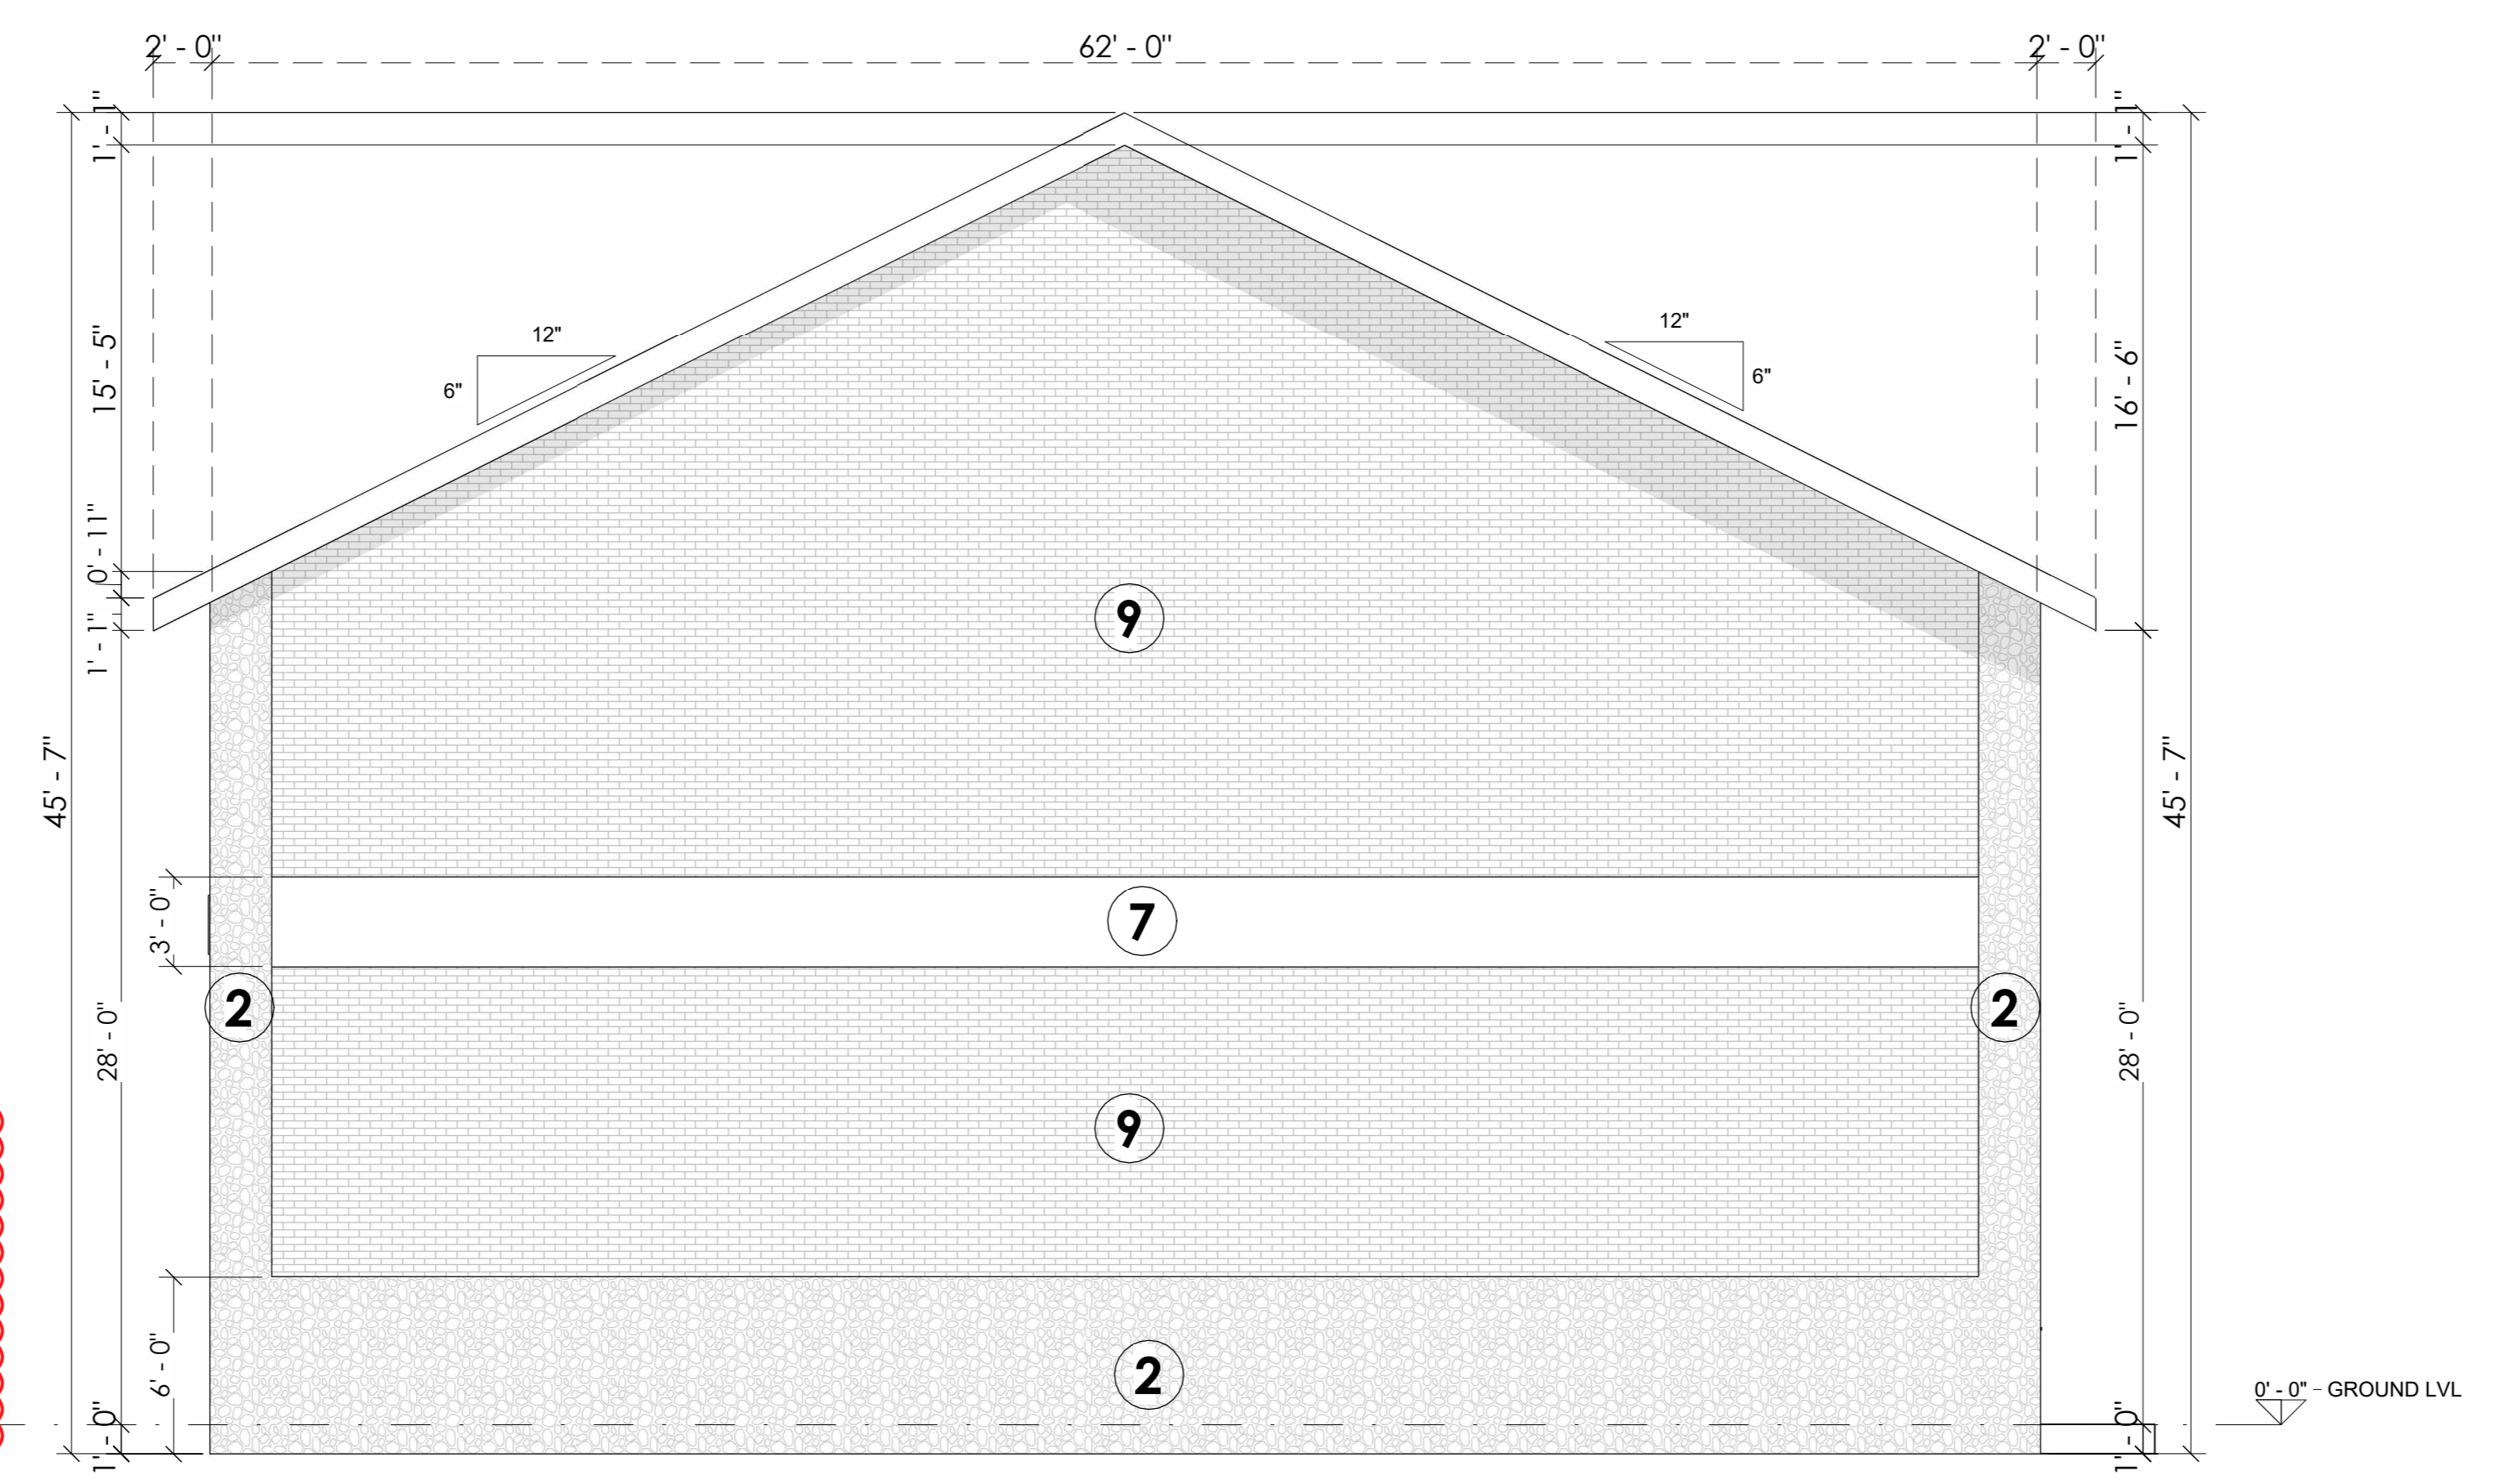 2' - 0"
62' - 0"
2' - 0"
1' - 1"
1' - 1"
12"
12"
6"
6"
15' - 5"
16' - 6"
0' - 11"
9
1' - 1"
45' - 7"
45' - 7"
3' - 0"
7
2
2
28' - 0"
28' - 0"
9
6' - 0"
2
0' - 0" - GROUND LVL
1' - 0"
1' - 0"